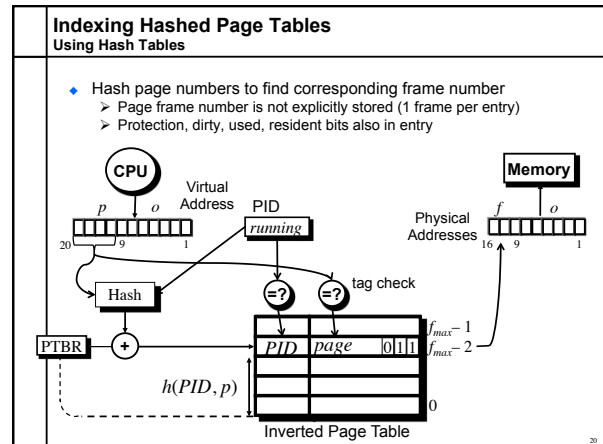 Indexing Hashed Page Tables
Using Hash Tables
Hash page numbers to find corresponding frame number
Page frame number is not explicitly stored (1 frame per entry)
Protection, dirty, used, resident bits also in entry
CPU
Memory
p o
Virtual Address
PID
running
f o
Physical Addresses
20 9 1
16 9 1
Hash
=?
=?
tag check
PTBR
+
PID page 0 1 1
fmax – 1
fmax – 2
h(PID, p)
0
Inverted Page Table
20